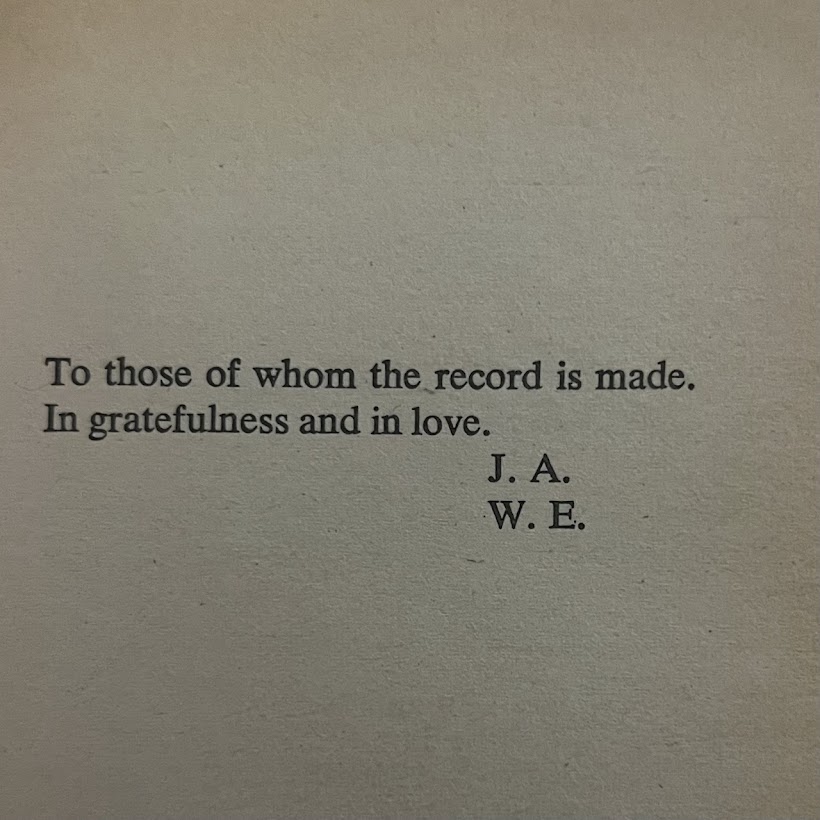 To those of whom the record is made.
In gratefulness and in love.
J. A.
W. E.